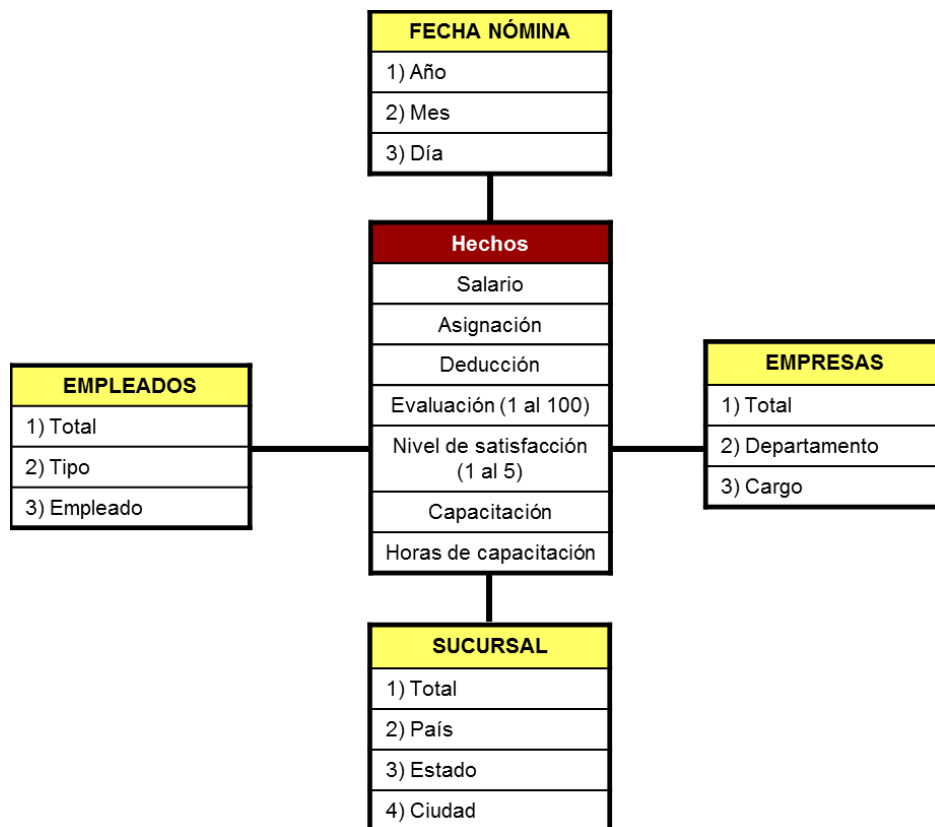 FECHA NÓMINA
1) Año
2) Mes
3) Día
Hechos
Salario
Asignación
Deducción
Evaluación (1 al 100)
Nivel de satisfacción
(1 al 5)
Capacitación
Horas de capacitación
EMPLEADOS
1) Total
2) Tipo
3) Empleado
EMPRESAS
1) Total
2) Departamento
3) Cargo
SUCURSAL
1) Total
2) País
3) Estado
4) Ciudad